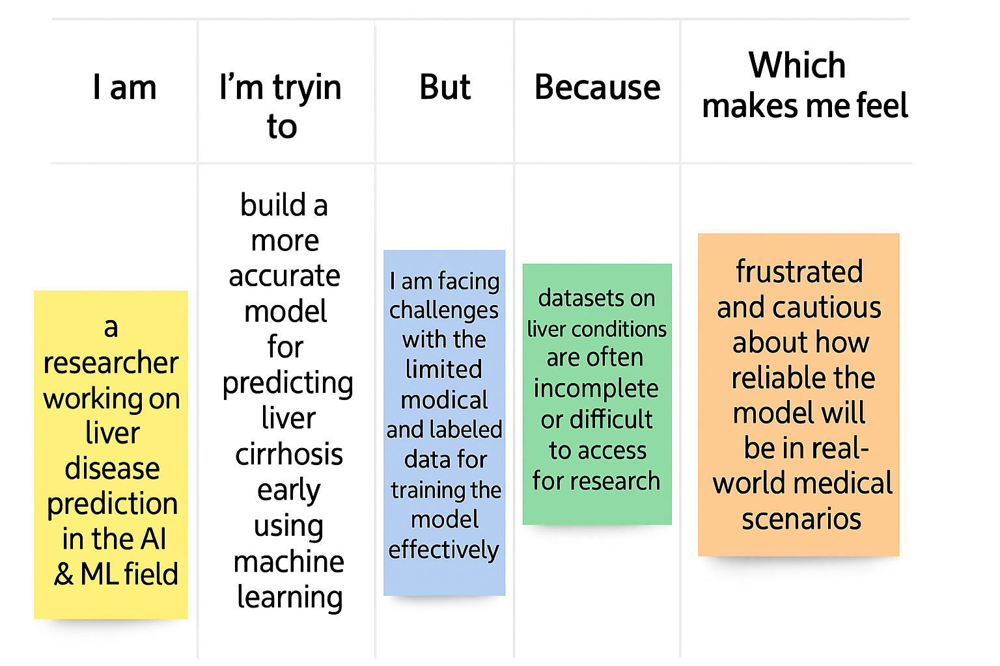 I am
I'm tryin
to
But
Because
Which
makes me feel
a
researcher
working on
liver
disease
prediction
in the AI
& ML field
build a
more
accurate
model
for
predicting
liver
cirrhosis
early
using
machine
learning
I am facing
challenges
with the
limited
modical
and labeled
data for
training the
model
effectively
datasets on
liver conditions
are often
incomplete
or difficult
to access
for research
frustrated
and cautious
about how
reliable the
model will
be in real-
world medical
scenarios